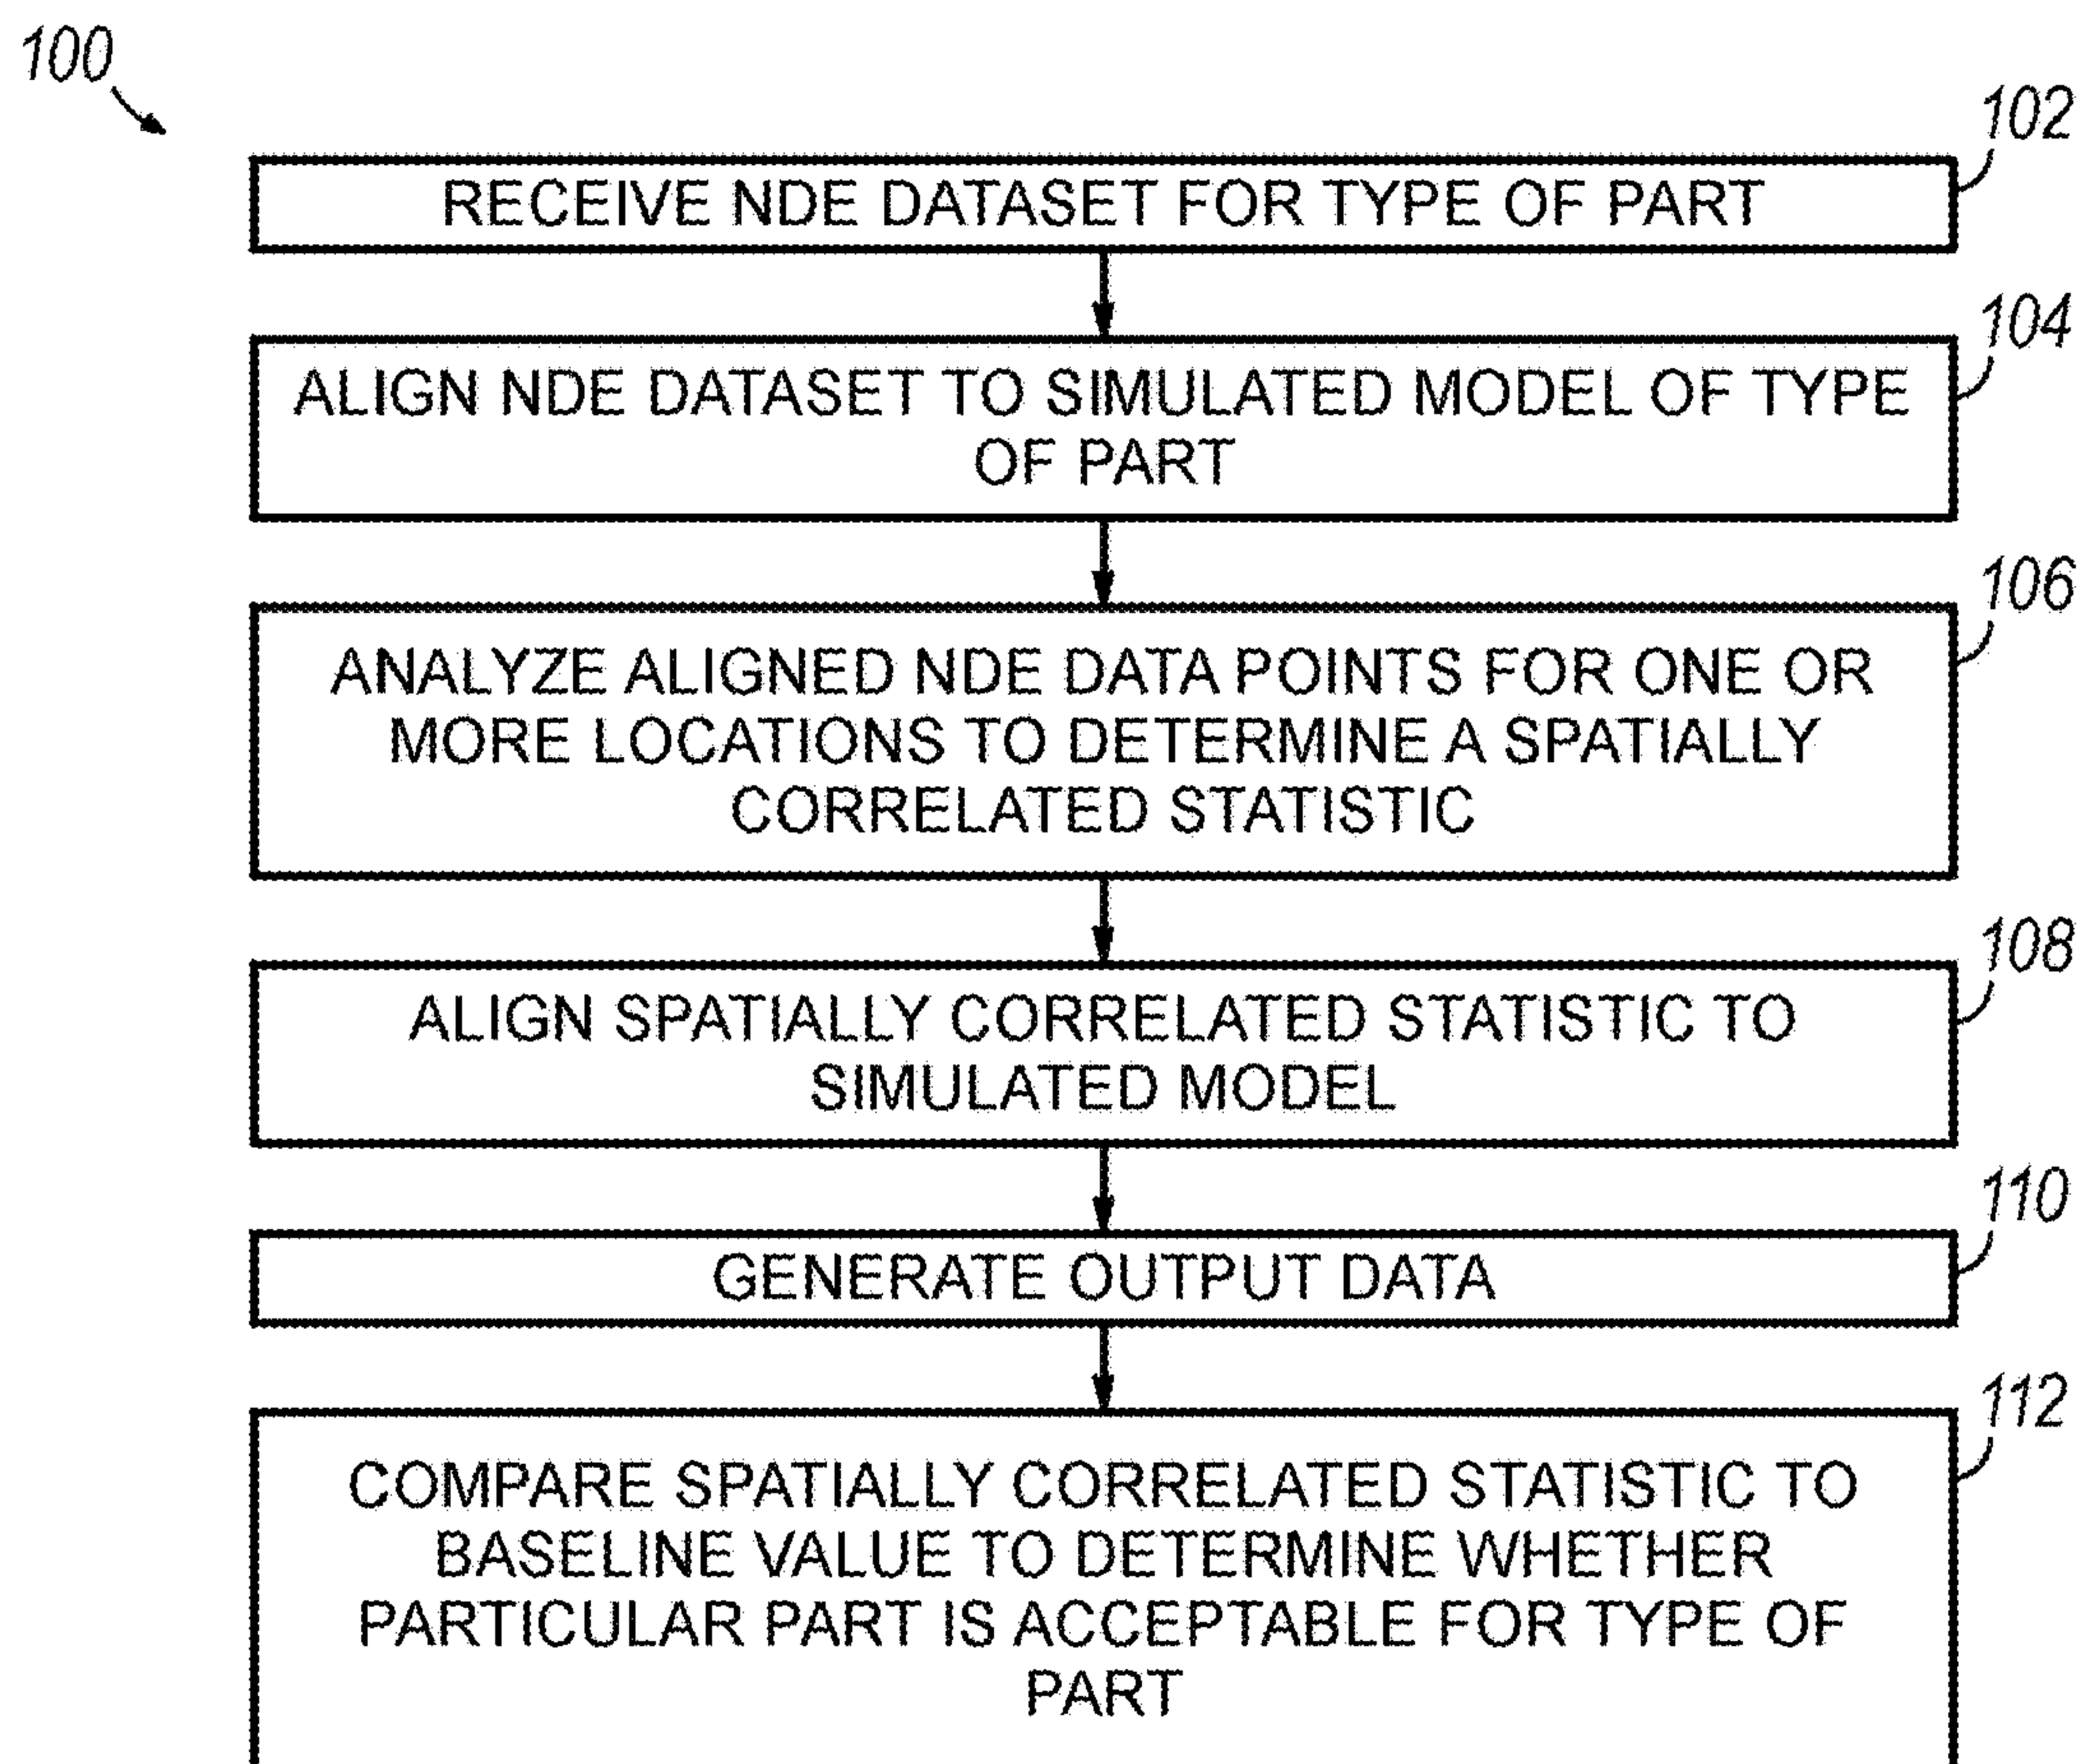 100
102
RECEIVE NDE DATASET FOR TYPE OF PART
104
ALIGN NDE DATASET TO SIMULATED MODEL OF TYPE
OF PART
106
ANALYZE ALIGNED NDE DATA POINTS FOR ONE OR
MORE LOCATIONS TO DETERMINE A SPATIALLY
CORRELATED STATISTIC
108
ALIGN SPATIALLY CORRELATED STATISTIC TO
SIMULATED MODEL
110
GENERATE OUTPUT DATA
112
COMPARE SPATIALLY CORRELATED STATISTIC TO
BASELINE VALUE TO DETERMINE WHETHER
PARTICULAR PART IS ACCEPTABLE FOR TYPE OF
PART